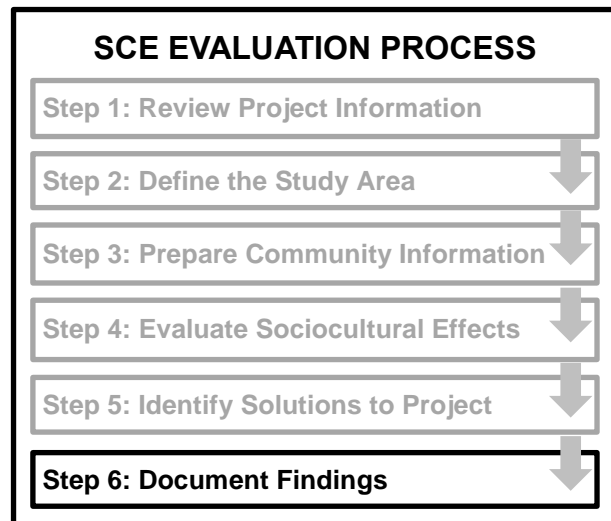 SCE EVALUATION PROCESS
Step 1: Review Project Information
Step 2: Define the Study Area
Step 3: Prepare Community Information
Step 4: Evaluate Sociocultural Effects
Step 5: Identify Solutions to Project
Step 6: Document Findings